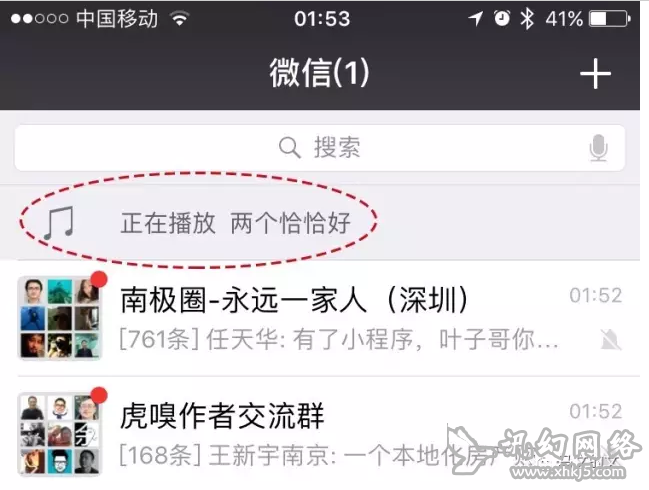 中国移动 01:53 41%
微信(1)
搜索
正在播放 两个恰恰好
南极圈-永远一家人（深圳） 01:52
[761条] 任天华: 有了小程序，叶子哥你…
虎嗅作者交流群 01:52
[168条] 王新宇南京: 一个本地化房产
讯幻网络
www.xhkj5.com